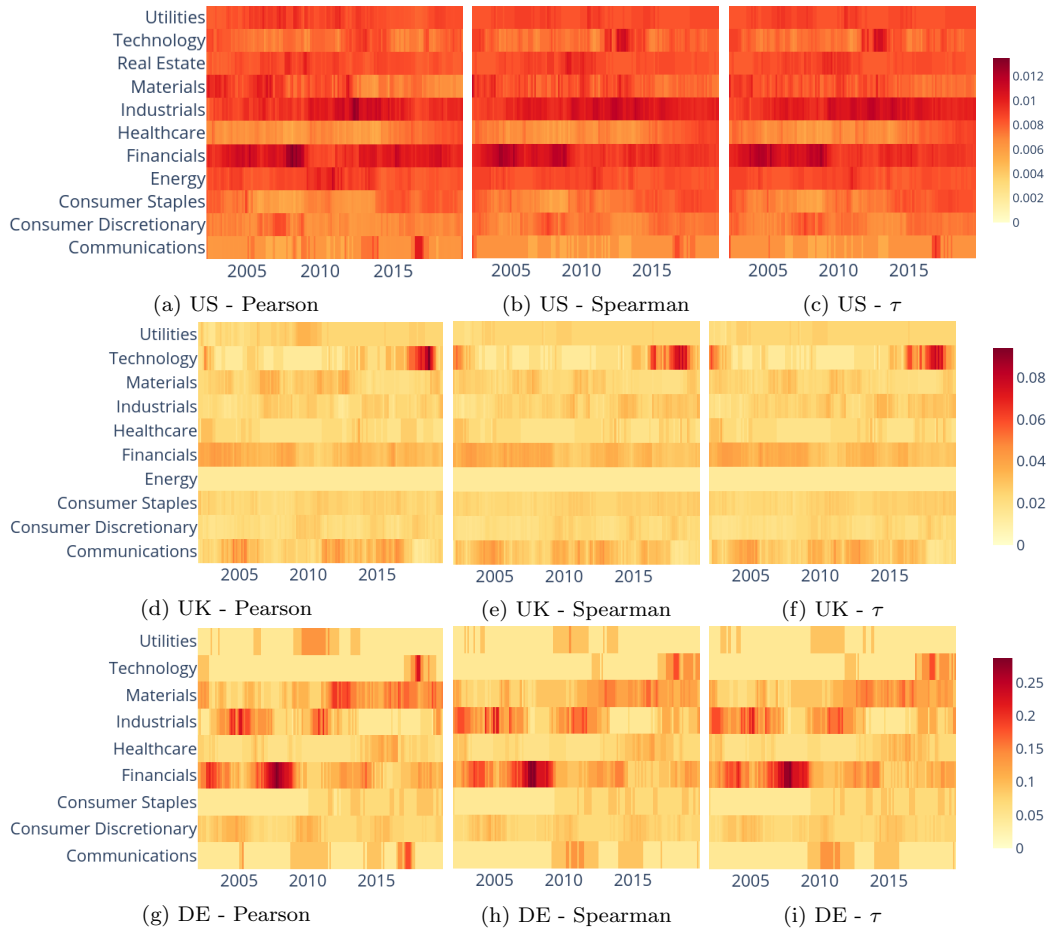 Utilities
Technology
Real Estate
Materials
Industrials
Healthcare
Financials
Energy
Consumer Staples
Consumer Discretionary
Communications
2005 2010 2015
2005 2010 2015
2005 2010 2015
0.012
0.01
0.008
0.006
0.004
0.002
0
(a) US - Pearson
(b) US - Spearman
(c) US - τ
Utilities
Technology
Materials
Industrials
Healthcare
Financials
Energy
Consumer Staples
Consumer Discretionary
Communications
2005 2010 2015
2005 2010 2015
2005 2010 2015
0.08
0.06
0.04
0.02
0
(d) UK - Pearson
(e) UK - Spearman
(f) UK - τ
Utilities
Technology
Materials
Industrials
Healthcare
Financials
Consumer Staples
Consumer Discretionary
Communications
2005 2010 2015
2005 2010 2015
2005 2010 2015
0.25
0.2
0.15
0.1
0.05
0
(g) DE - Pearson
(h) DE - Spearman
(i) DE - τ